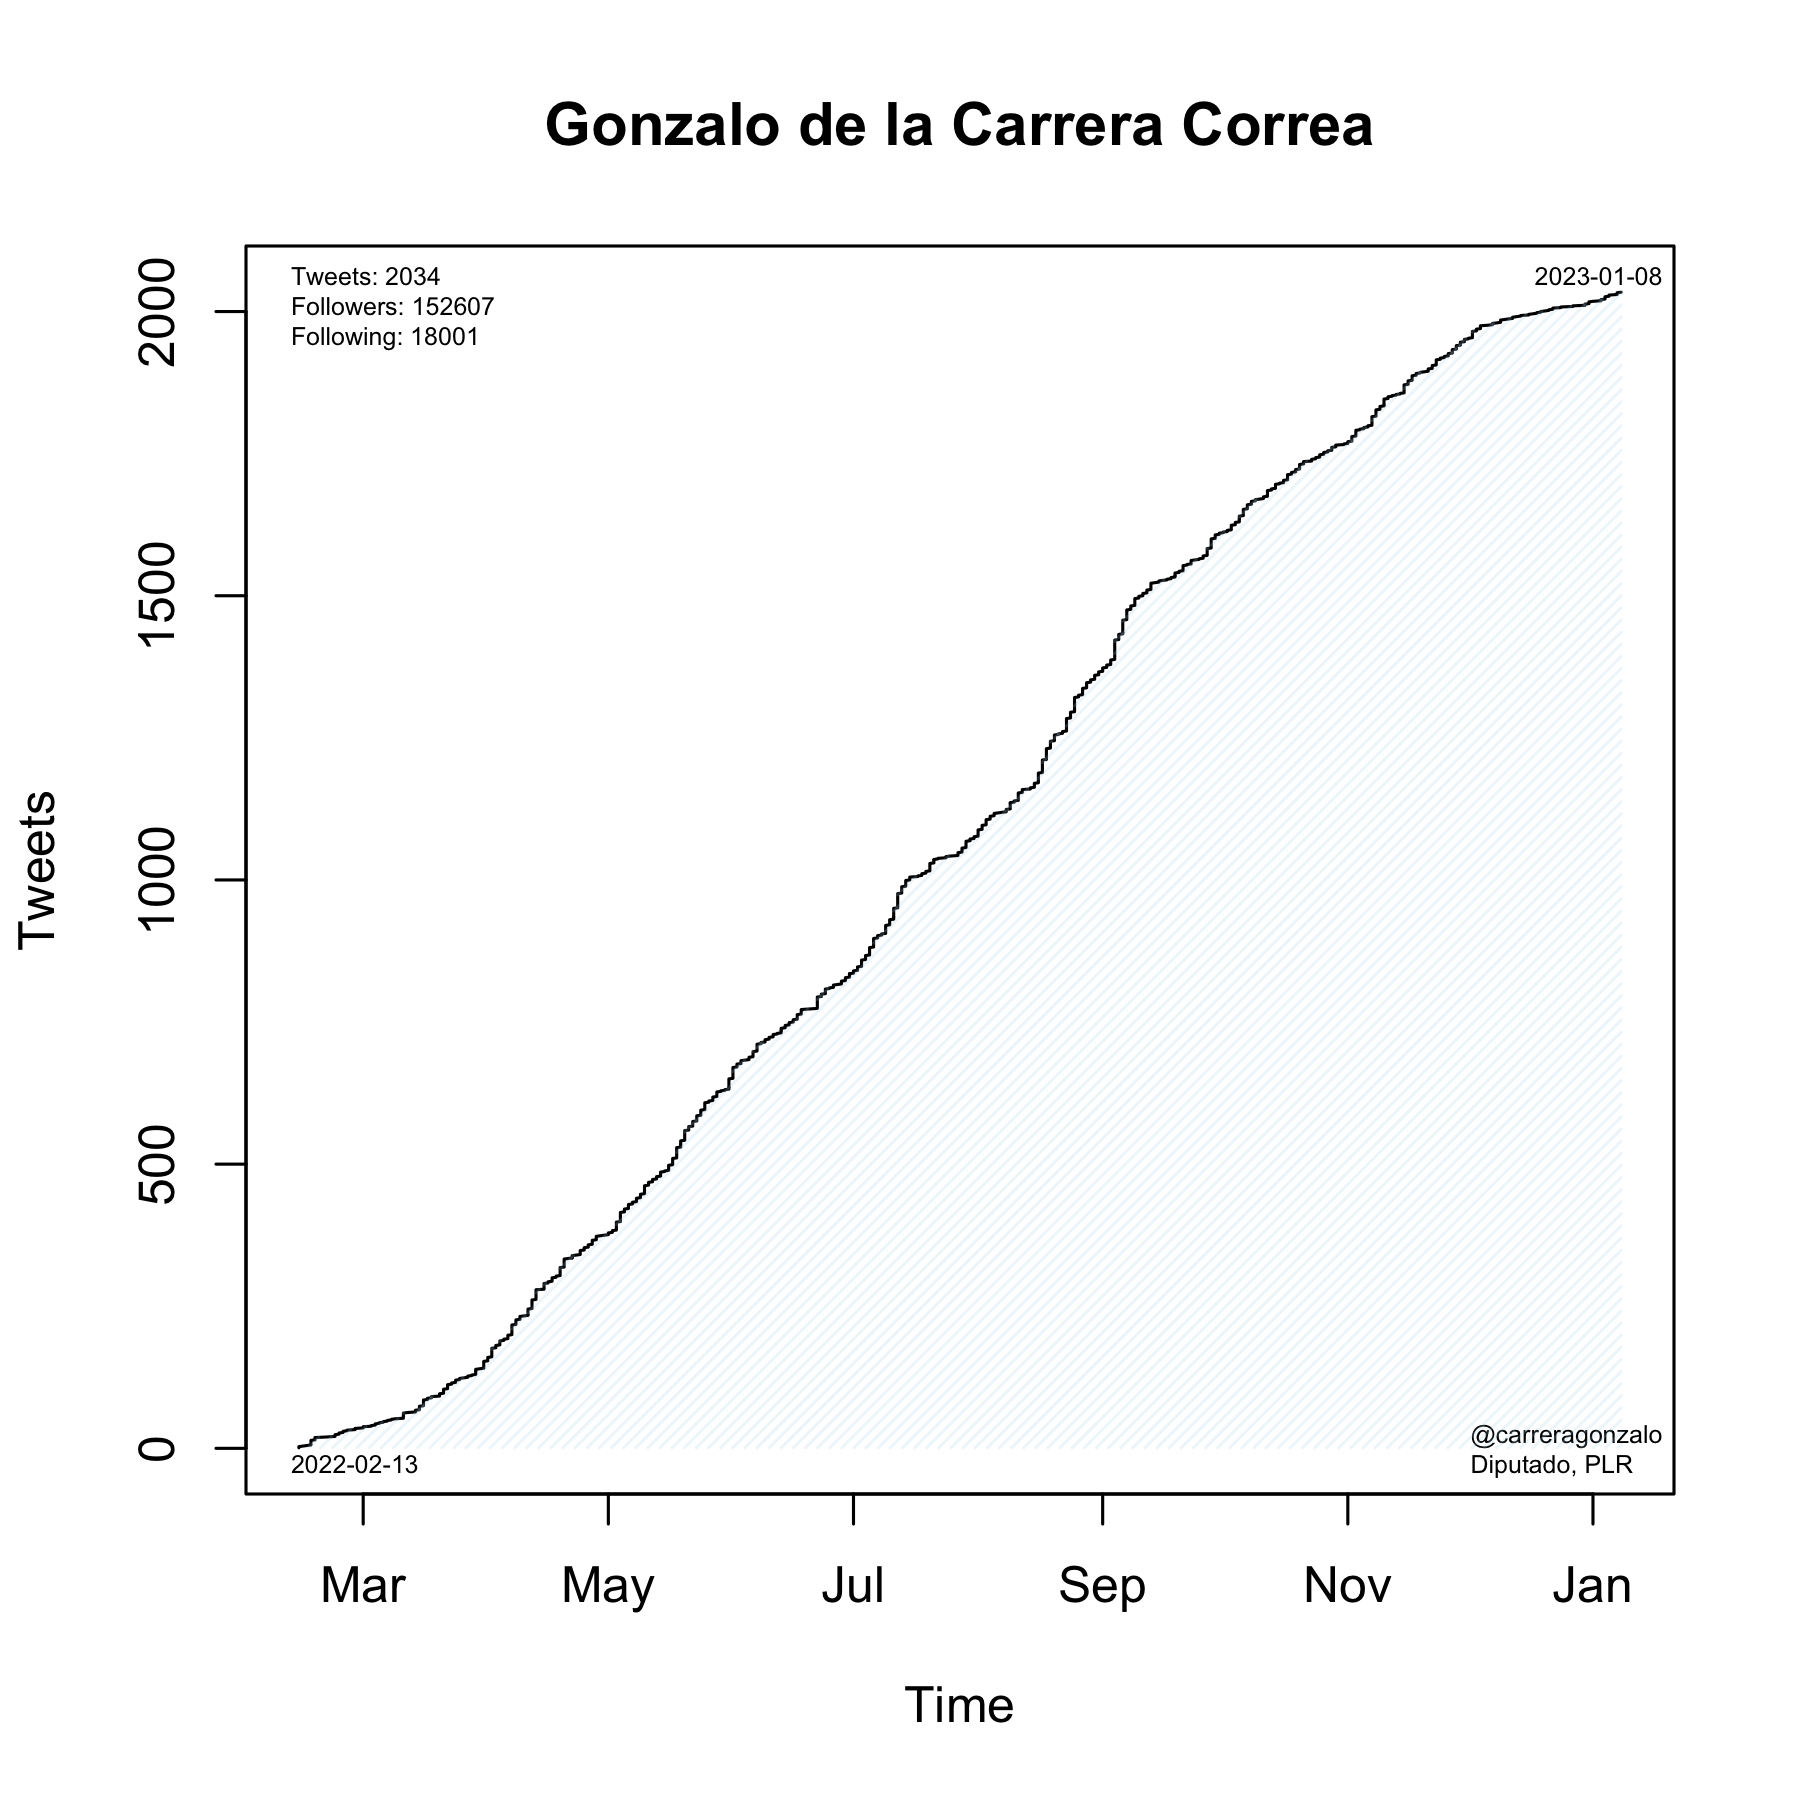 Gonzalo de la Carrera Correa
Tweets: 2034
Followers: 152607
Following: 18001
2023-01-08
2000
1500
1000
500
0
Tweets
@carreragonzalo
Diputado, PLR
2022-02-13
Mar May Jul Sep Nov Jan
Time